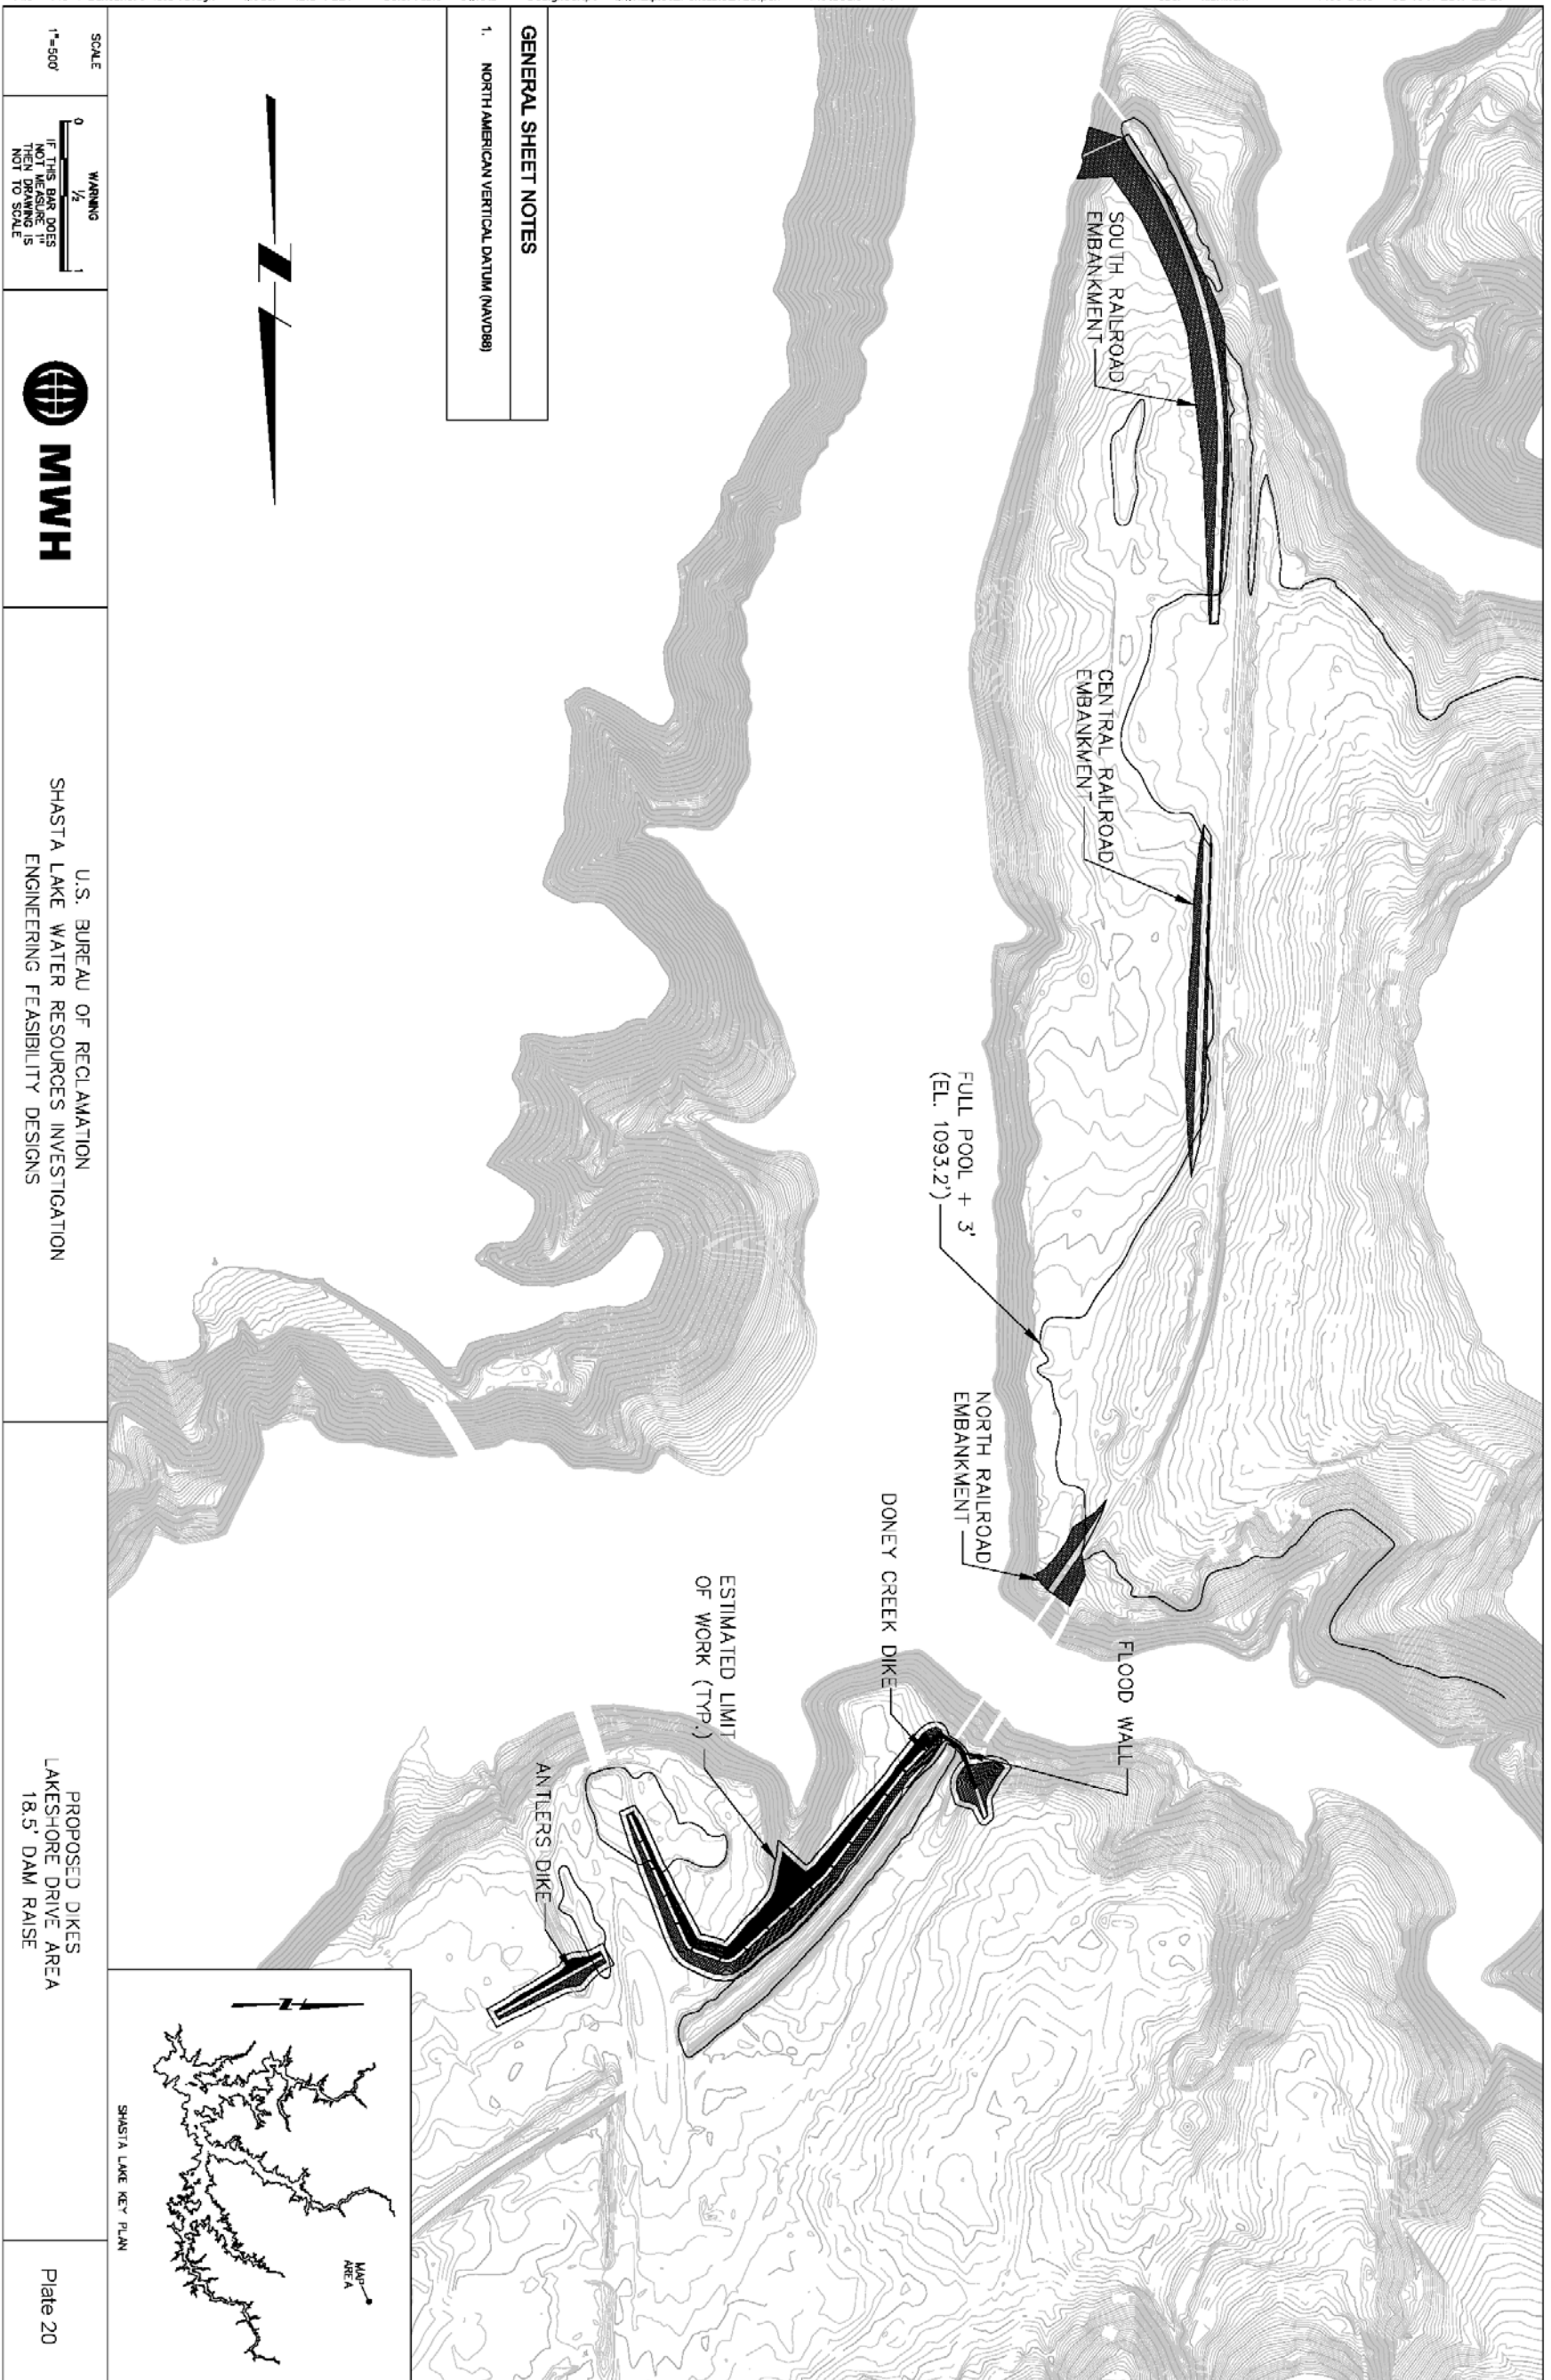 GENERAL SHEET NOTES
1. NORTH AMERICAN VERTICAL DATUM (NAVD88)
SOUTH RAILROAD
EMBANKMENT
CENTRAL RAILROAD
EMBANKMENT
FULL POOL + 3'
(EL. 1093.2')
NORTH RAILROAD
EMBANKMENT
FLOOD WALL
DONEY CREEK DIKE
ESTIMATED LIMIT
OF WORK (TYP.)
ANTLERS DIKE
Z
Z
MAP
AREA
SHASTA LAKE KEY PLAN
SCALE
1"=500'
WARNING
0 ½ 1
IF THIS BAR DOES
NOT MEASURE 1"
THEN DRAWING IS
NOT TO SCALE
MWH
U.S. BUREAU OF RECLAMATION
SHASTA LAKE WATER RESOURCES INVESTIGATION
ENGINEERING FEASIBILITY DESIGNS
PROPOSED DIKES
LAKESHORE DRIVE AREA
18.5' DAM RAISE
Plate 20